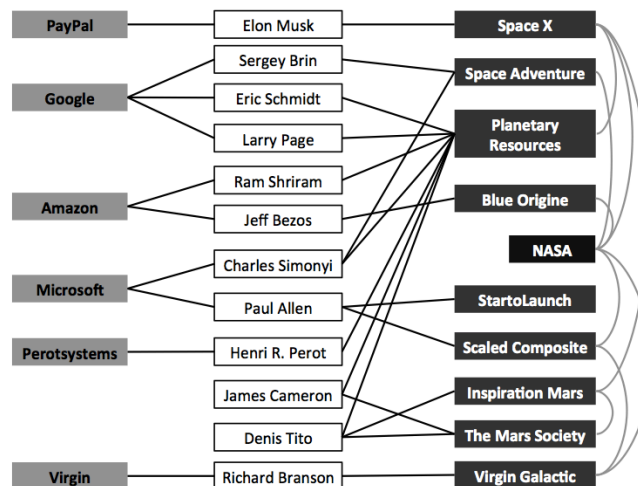 PayPal
Elon Musk
Space X
Sergey Brin
Space Adventure
Google
Eric Schmidt
Planetary
Resources
Larry Page
Ram Shriram
Amazon
Blue Origine
Jeff Bezos
NASA
Charles Simonyi
Microsoft
StartoLaunch
Paul Allen
Scaled Composite
Perotsystems
Henri R. Perot
James Cameron
Inspiration Mars
Denis Tito
The Mars Society
Virgin
Richard Branson
Virgin Galactic